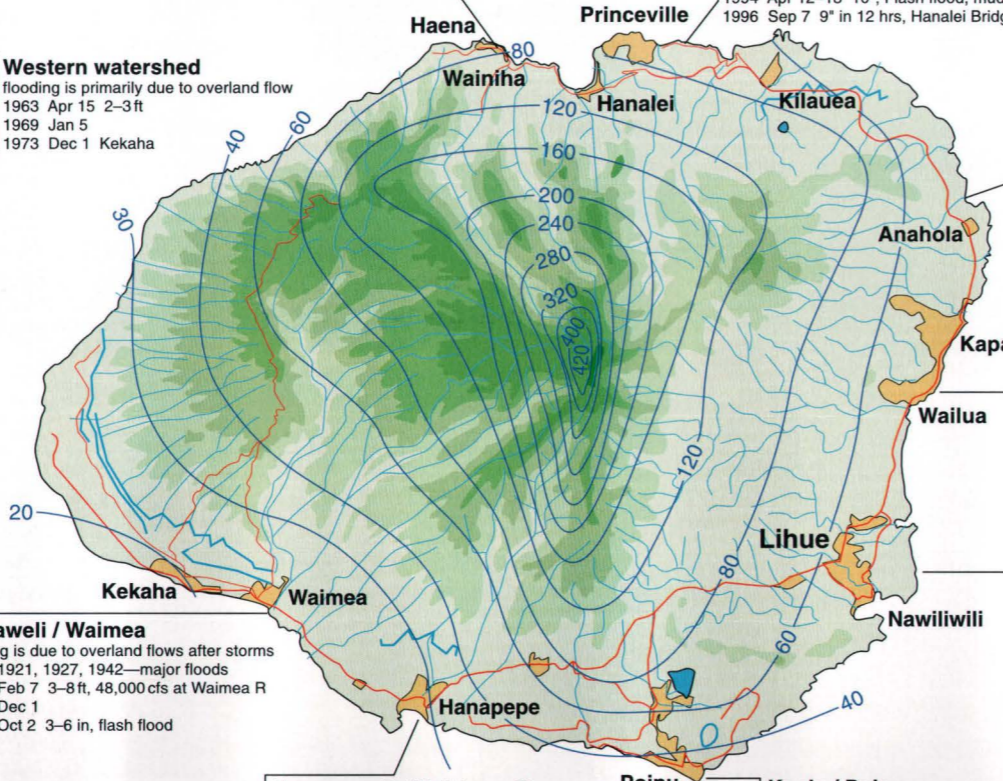 1996 Sep 7 9" in 12 hrs, Hanalei Bridg
Haena
Princeville
Western watershed
flooding is primarily due to overland flow
1963 Apr 15 2–3 ft
1969 Jan 5
1973 Dec 1 Kekaha
Wainiha
Hanalei
Kilauea
80
120
160
200
240
280
320
400
420
60
40
30
20
Anahola
Kapa
Wailua
120
80
60
40
Lihue
Nawiliwili
Kekaha
Waimea
aweli / Waimea
g is due to overland flows after storms
1921, 1927, 1942—major floods
Feb 7 3–8 ft, 48,000 cfs at Waimea R
Dec 1
Oct 2 3–6 in, flash flood
Hanapepe